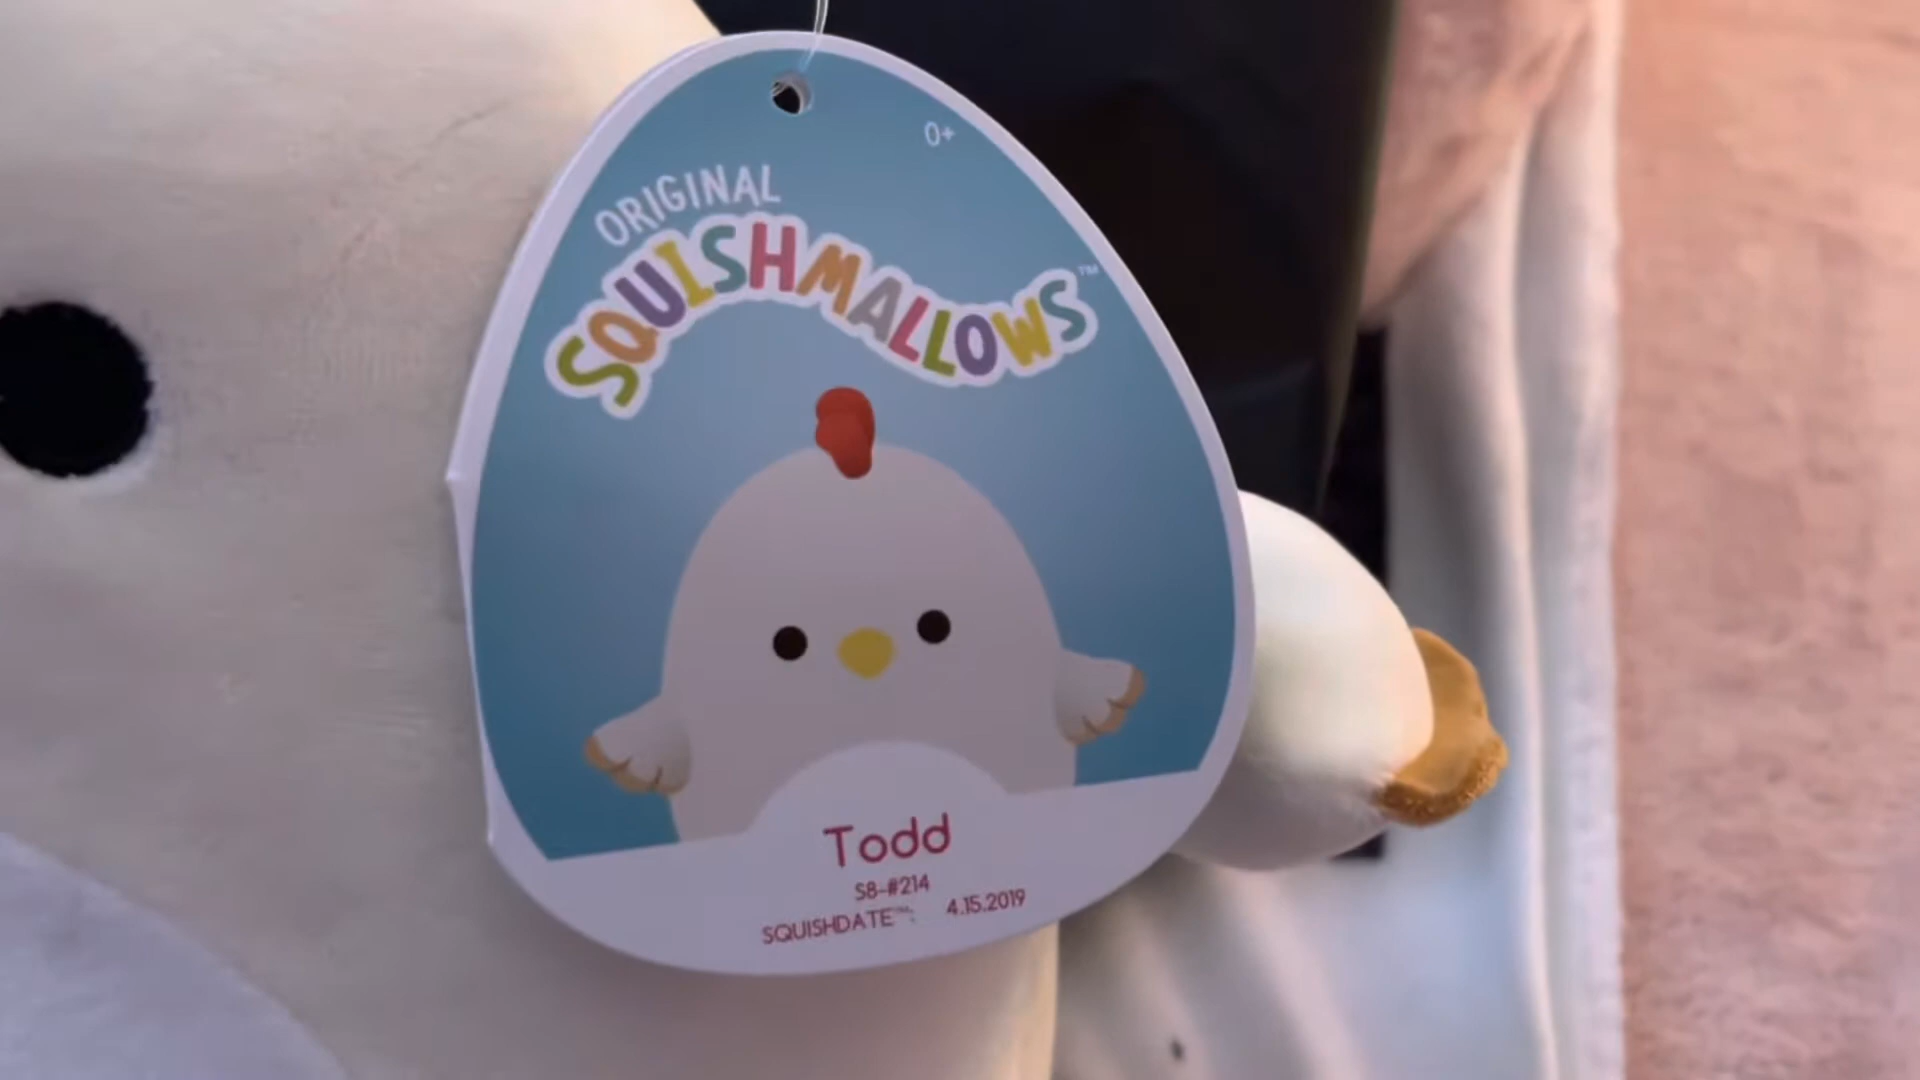 0+
ORIGINAL
SQUISHMALLOWS™
Todd
S8-#214
SQUISHDATE™: 4.15.2019